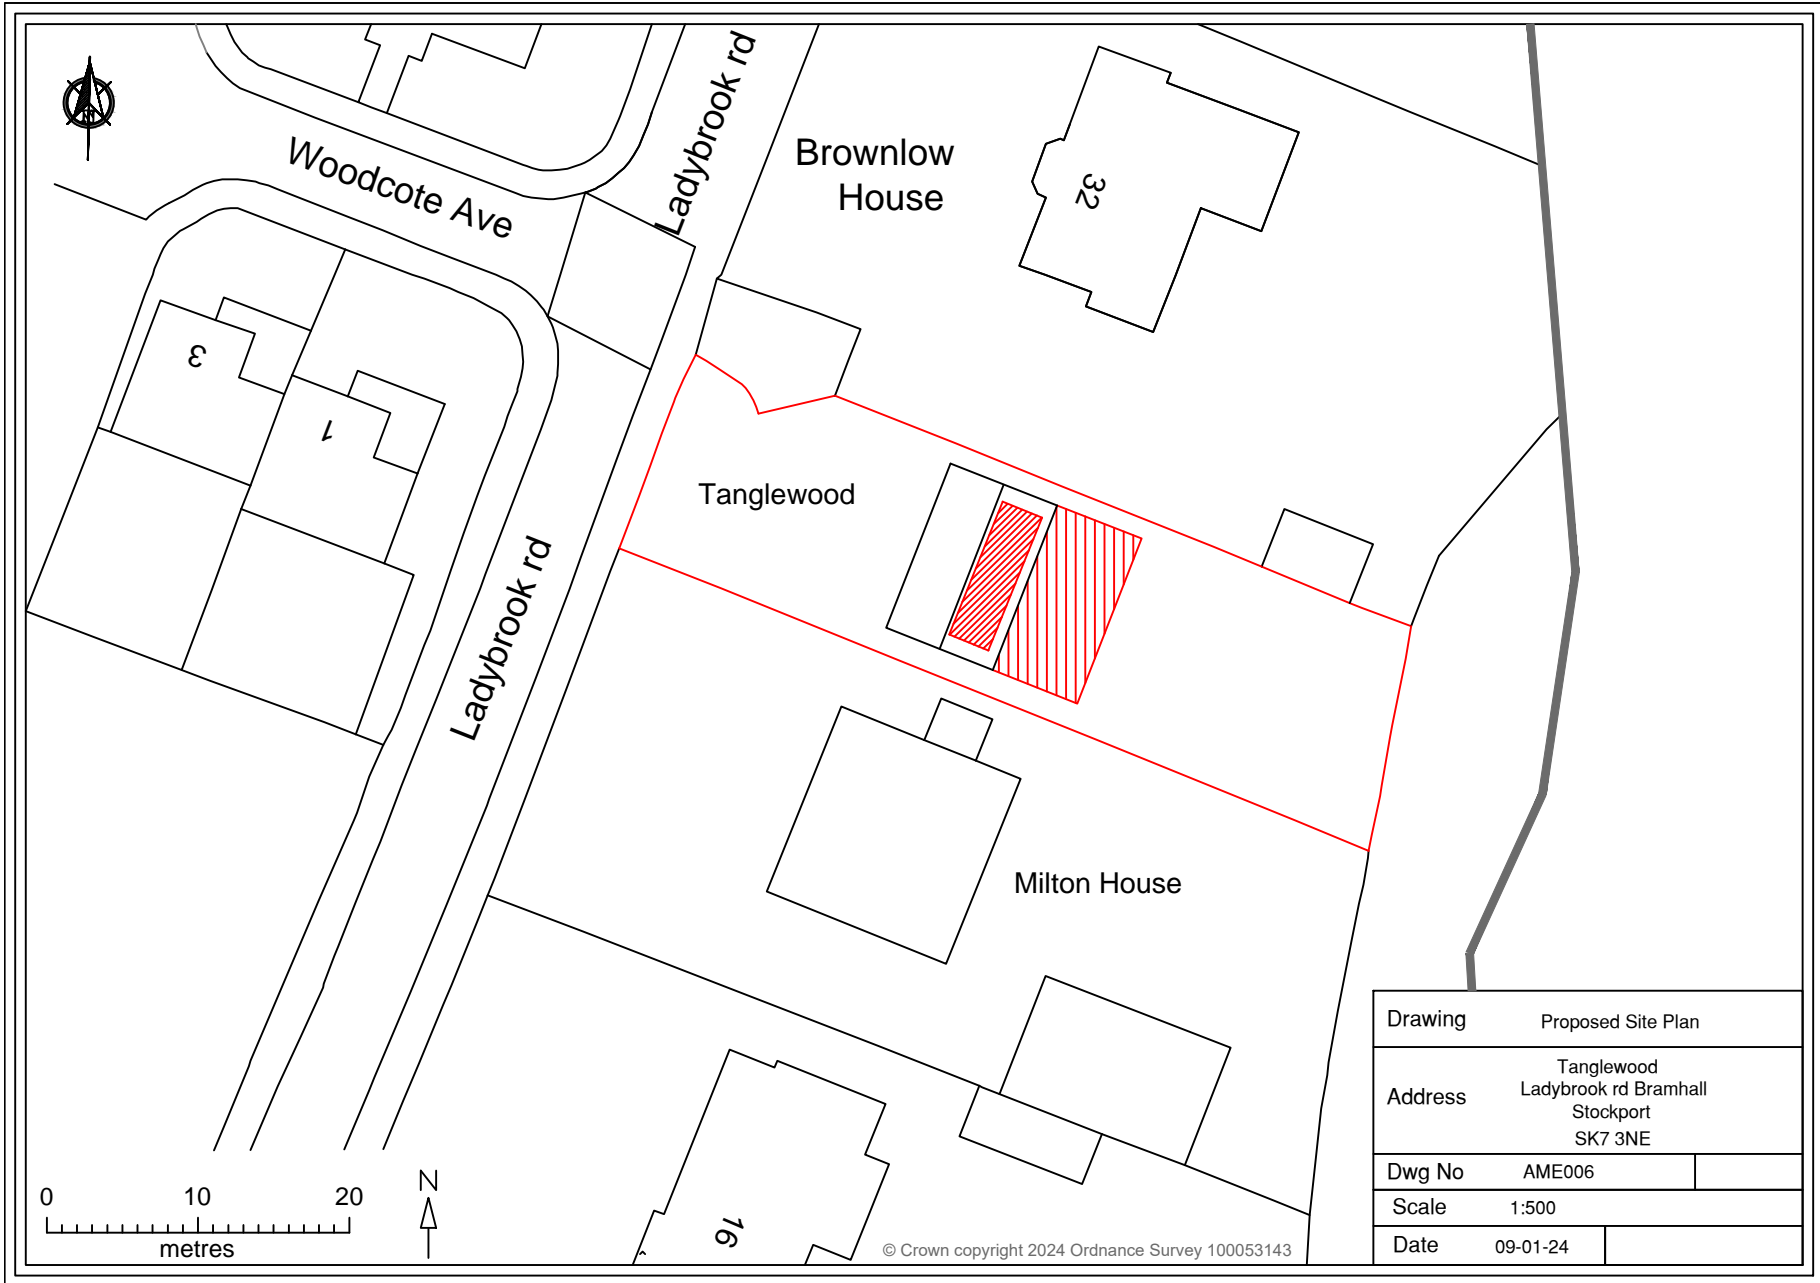 Woodcote Ave
Ladybrook rd
Brownlow
House
32
3
1
Tanglewood
Ladybrook rd
Milton House
16
0 10 20
metres
N
© Crown copyright 2024 Ordnance Survey 100053143
Drawing Proposed Site Plan
Address
Tanglewood
Ladybrook rd Bramhall
Stockport
SK7 3NE
Dwg No AME006
Scale 1:500
Date 09-01-24